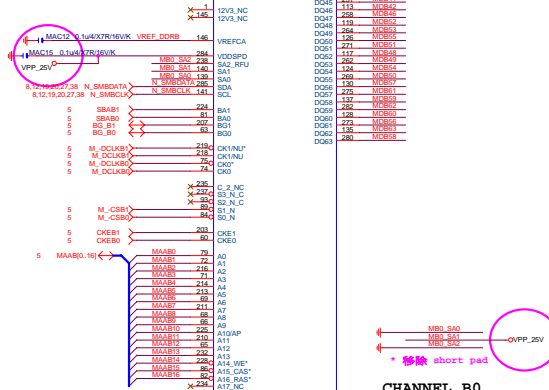 1 12V3_NC
145 12V3_NC
MAC12 0.1u/4/X7R/16V/K VREF_DDRB 146 VREFCA
MAC15 0.1u/4/X7R/16V/K 284 VDDSPD
VPP_25V MB0_SA2 238 SA2_RFU
MB0_SA1 140 SA1
MB0_SA0 139 SA0
8,12,19,20,27,38 N_SMBDATA 285 SDA
8,12,19,20,27,38 N_SMBCLK 141 SCL
5 SBAB1 224 BA1
5 SBAB0 81 BA0
5 BG_B1 207 BG1
5 BG_B0 63 BG0
5 M_-DCLKB1 219 CK1/NU*
5 M_DCLKB1 218 CK1/NU
5 M_-DCLKB0 75 CK0*
5 M_DCLKB0 74 CK0
235 C_2_NC
237 S3_N_C
93 S2_N_C
5 M_-CSB1 89 S1_N
5 M_-CSB0 84 S0_N
5 CKEB1 203 CKE1
5 CKEB0 60 CKE0
5 MAAB[0..16]
MAAB0 79 A0
MAAB1 72 A1
MAAB2 216 A2
MAAB3 71 A3
MAAB4 214 A4
MAAB5 213 A5
MAAB6 69 A6
MAAB7 211 A7
MAAB8 68 A8
MAAB9 66 A9
MAAB10 225 A10/AP
MAAB11 210 A11
MAAB12 65 A12
MAAB13 232 A13
MAAB14 228 A14_WE*
MAAB15 86 A15_CAS*
MAAB16 82 A16_RAS*
234 A17_NC
DQ45
DQ46 113 MDB42
DQ47 258 MDB46
DQ48 119 MDB52
DQ49 264 MDB53
DQ50 126 MDB55
DQ51 271 MDB51
DQ52 117 MDB48
DQ53 262 MDB49
DQ54 124 MDB54
DQ55 269 MDB50
DQ56 130 MDB57
DQ57 275 MDB61
DQ58 137 MDB59
DQ59 282 MDB62
DQ60 128 MDB60
DQ61 273 MDB56
DQ62 135 MDB63
DQ63 280 MDB58
MB0_SA0
MB0_SA1 VPP_25V
MB0_SA2
* 移除 short pad
CHANNEL B0